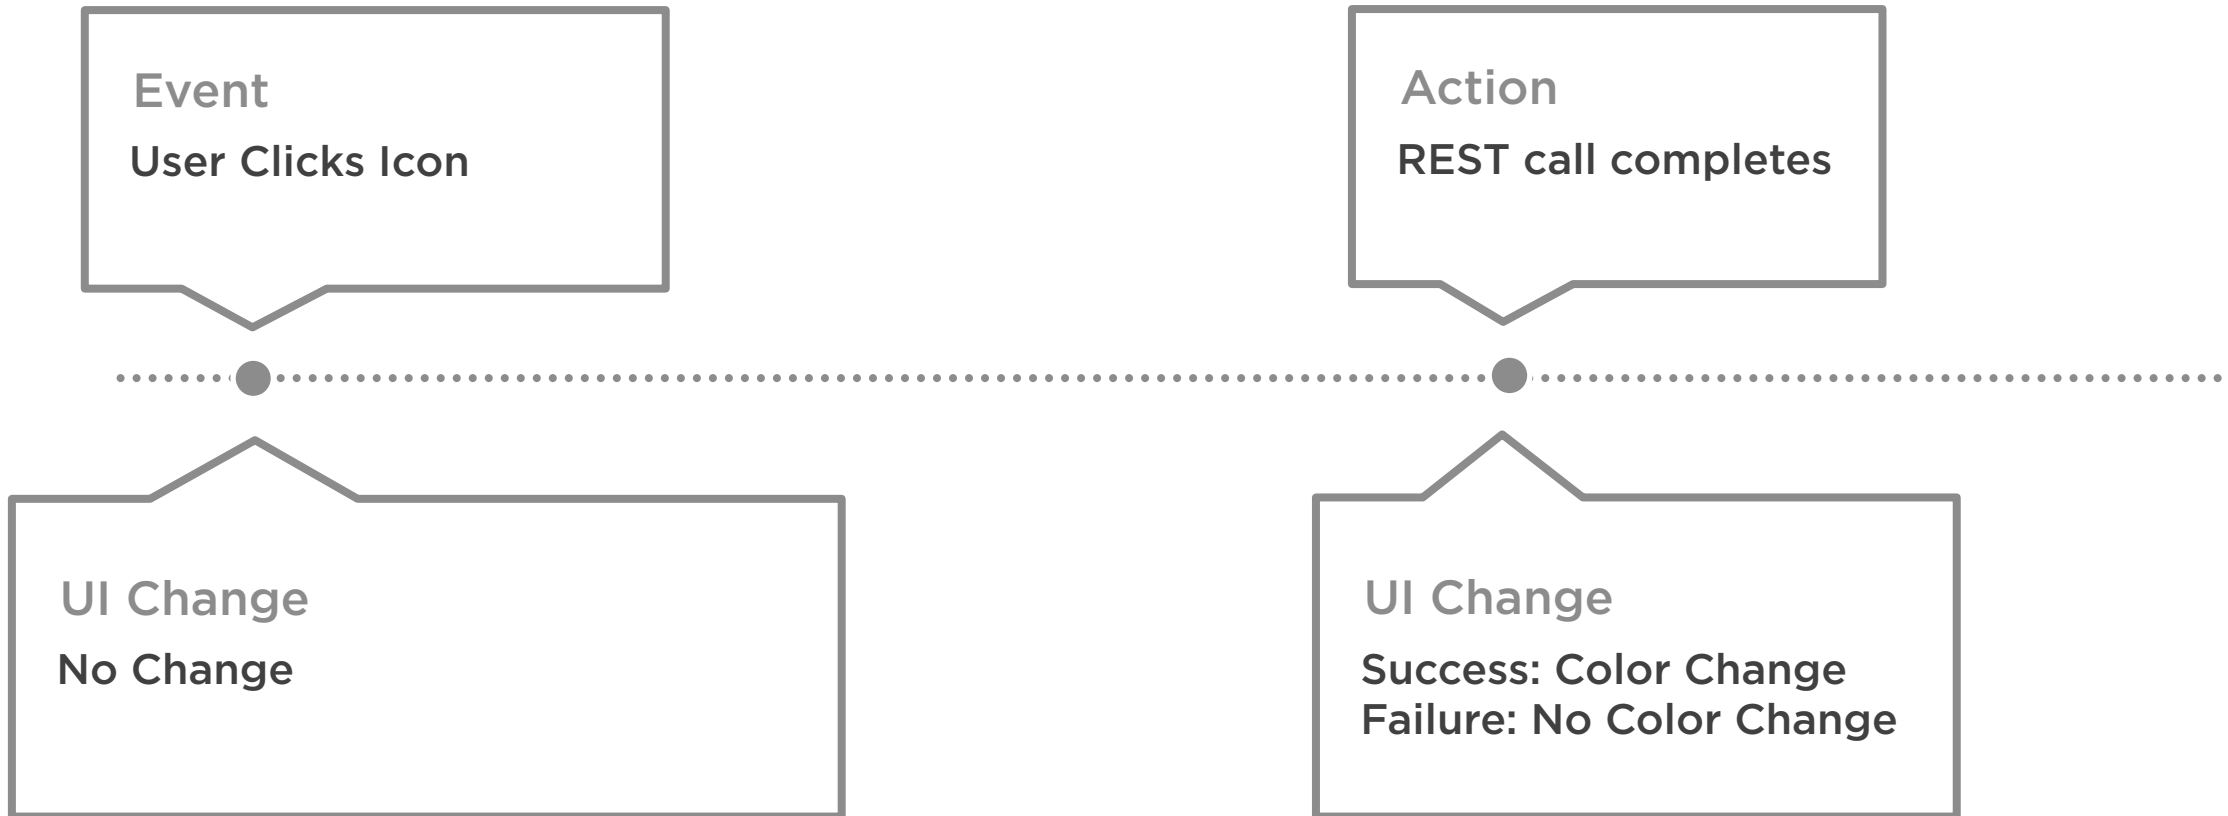 Event
User Clicks Icon
Action
REST call completes
UI Change
No Change
UI Change
Success: Color Change
Failure: No Color Change